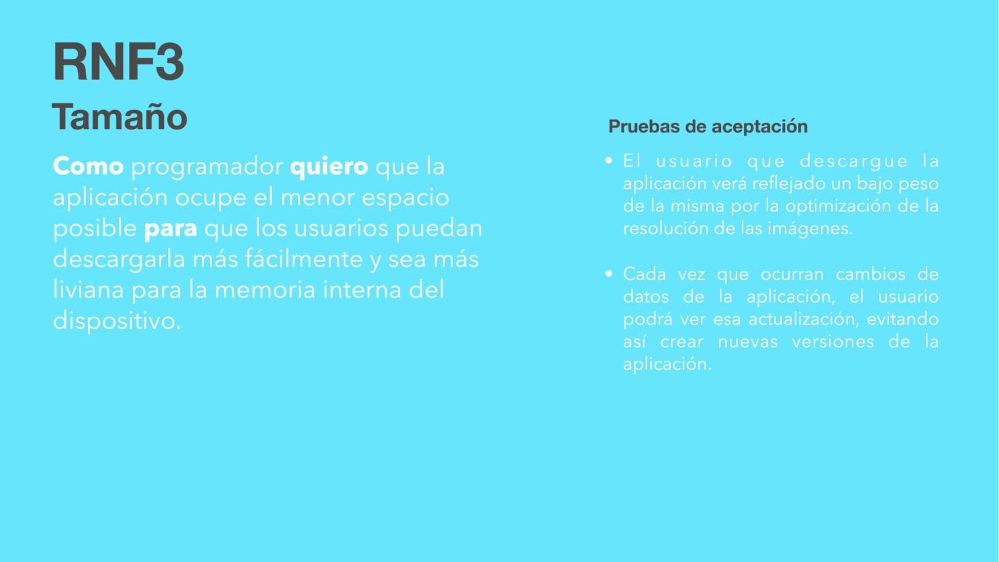 RNF3
Tamaño
Como programador quiero que la
aplicación ocupe el menor espacio
posible para que los usuarios puedan
descargarla más fácilmente y sea más
liviana para la memoria interna del
dispositivo.
Pruebas de aceptación
• El usuario que descargue la
aplicación verá reflejado un bajo peso
de la misma por la optimización de la
resolución de las imágenes.
• Cada vez que ocurran cambios de
datos de la aplicación, el usuario
podrá ver esa actualización, evitando
así crear nuevas versiones de la
aplicación.